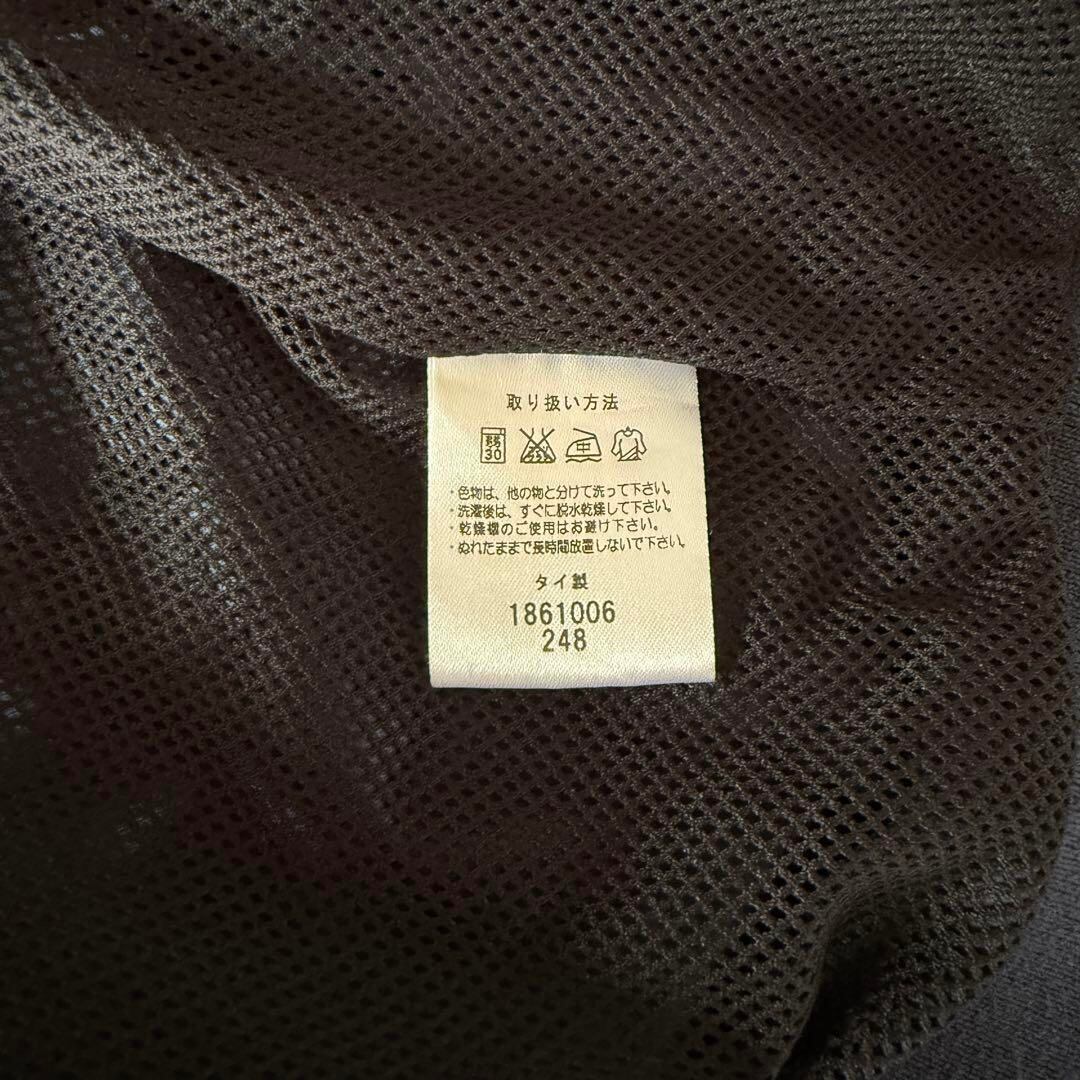 取り扱い方法
弱
30
中
・色物は、他の物と分けて洗って下さい。
・洗濯後は、すぐに脱水乾燥して下さい。
・乾燥機のご使用はお避け下さい。
・ぬれたままで長時間放置しないで下さい。
タイ製
1861006
248